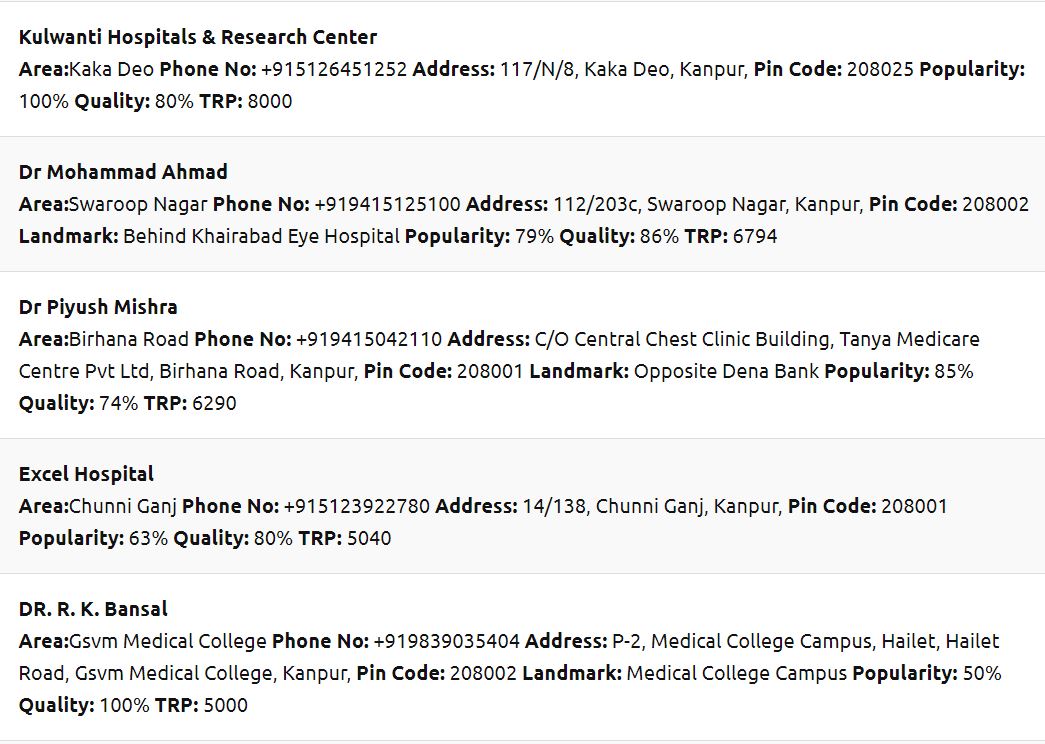 Kulwanti Hospitals & Research Center
Area:Kaka Deo Phone No: +915126451252 Address: 117/N/8, Kaka Deo, Kanpur, Pin Code: 208025 Popularity:
100% Quality: 80% TRP: 8000
Dr Mohammad Ahmad
Area:Swaroop Nagar Phone No: +919415125100 Address: 112/203c, Swaroop Nagar, Kanpur, Pin Code: 208002
Landmark: Behind Khairabad Eye Hospital Popularity: 79% Quality: 86% TRP: 6794
Dr Piyush Mishra
Area:Birhana Road Phone No: +919415042110 Address: C/O Central Chest Clinic Building, Tanya Medicare
Centre Pvt Ltd, Birhana Road, Kanpur, Pin Code: 208001 Landmark: Opposite Dena Bank Popularity: 85%
Quality: 74% TRP: 6290
Excel Hospital
Area:Chunni Ganj Phone No: +915123922780 Address: 14/138, Chunni Ganj, Kanpur, Pin Code: 208001
Popularity: 63% Quality: 80% TRP: 5040
DR. R. K. Bansal
Area:Gsvm Medical College Phone No: +919839035404 Address: P-2, Medical College Campus, Hailet, Hailet
Road, Gsvm Medical College, Kanpur, Pin Code: 208002 Landmark: Medical College Campus Popularity: 50%
Quality: 100% TRP: 5000